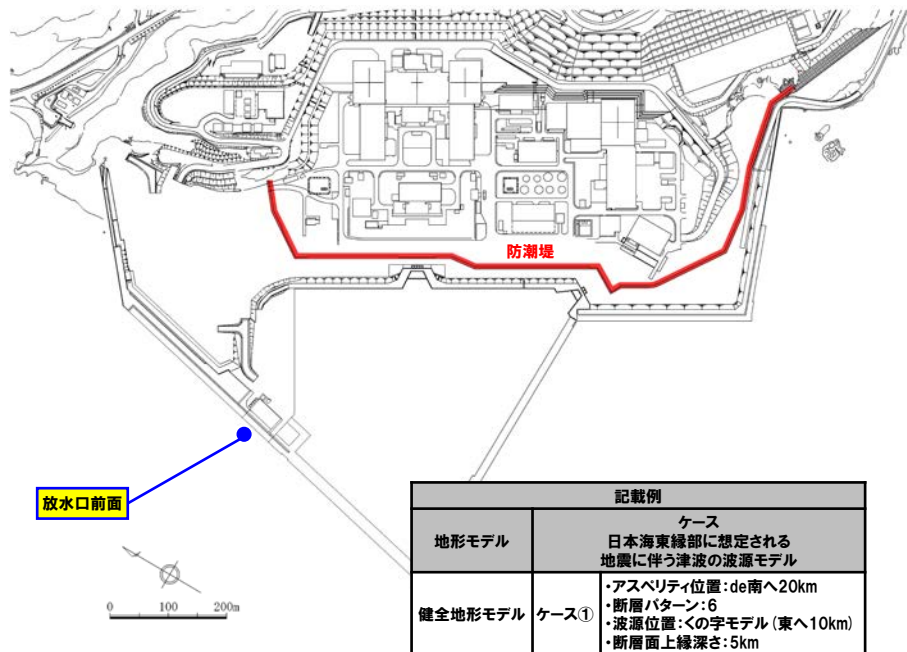 防潮堤
放水口前面
0 100 200m
記載例
地形モデル
ケース
日本海東縁部に想定される
地震に伴う津波の波源モデル
健全地形モデル
ケース①
・アスペリティ位置:de南へ20km
・断層パターン:6
・波源位置:くの字モデル(東へ10km)
・断層面上縁深さ:5km